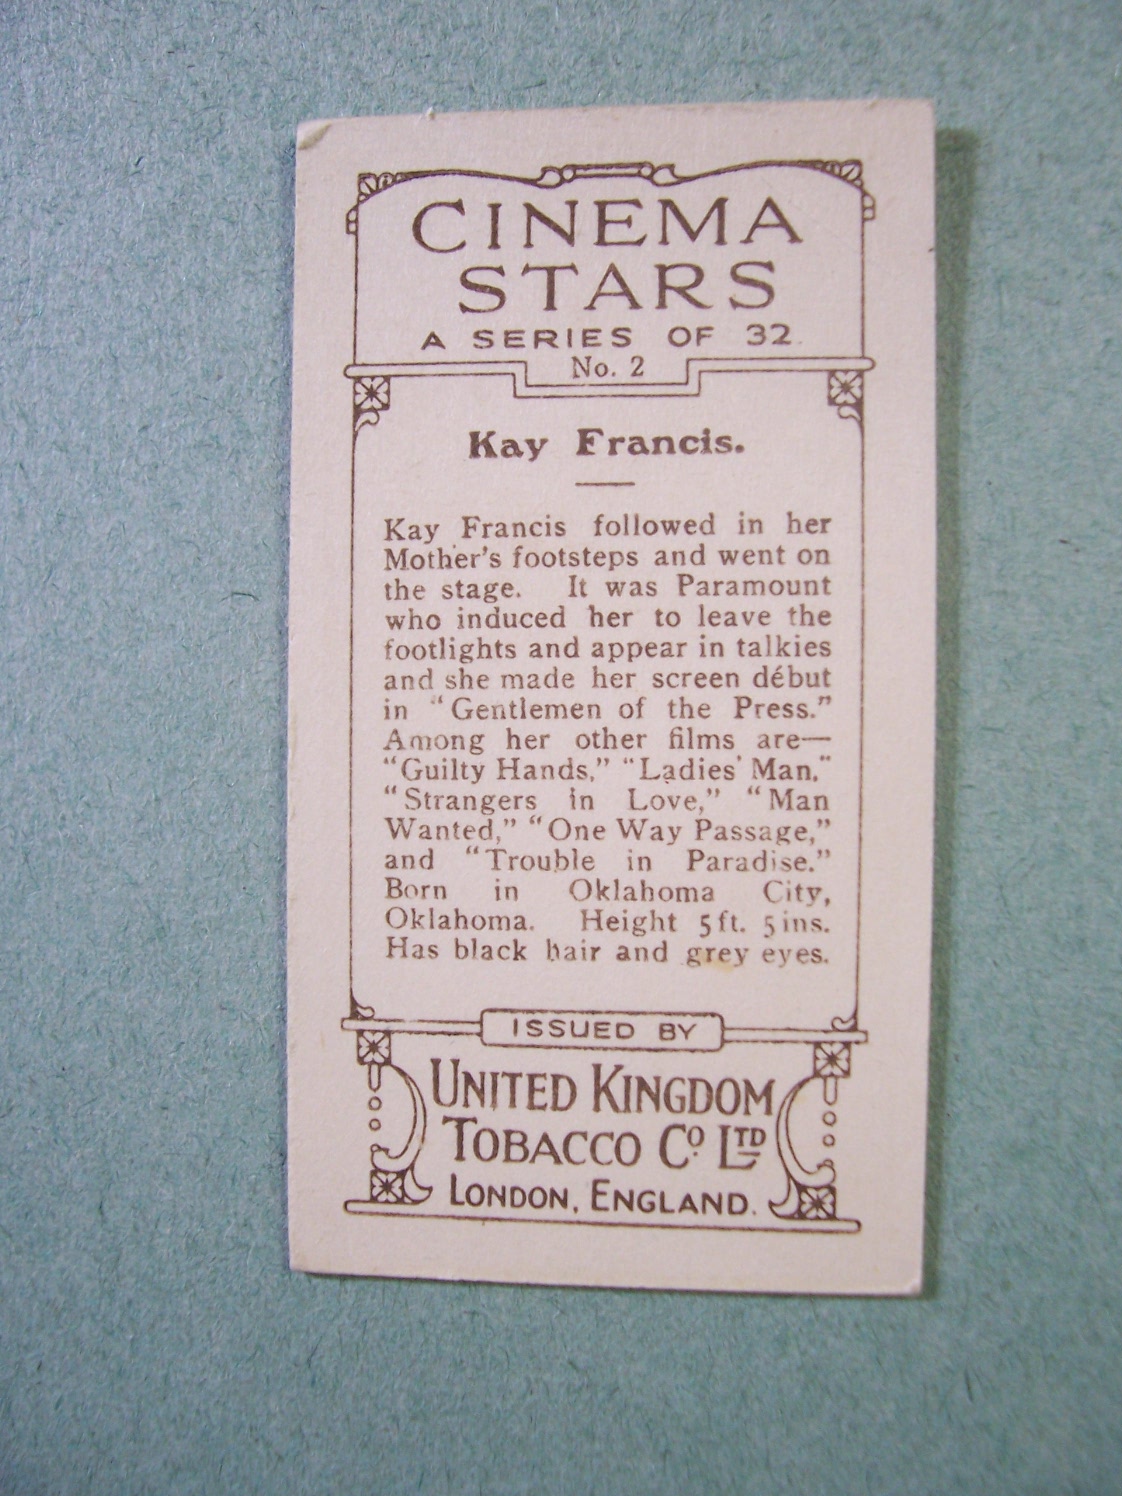 CINEMA
STARS
A SERIES OF 32
No. 2
Kay Francis.
Kay Francis followed in her
Mother's footsteps and went on
the stage. It was Paramount
who induced her to leave the
footlights and appear in talkies
and she made her screen début
in "Gentlemen of the Press."
Among her other films are—
"Guilty Hands," "Ladies' Man,"
"Strangers in Love," "Man
Wanted," "One Way Passage,"
and "Trouble in Paradise."
Born in Oklahoma City,
Oklahoma. Height 5 ft. 5 ins.
Has black hair and grey eyes.
ISSUED BY
UNITED KINGDOM
TOBACCO Co. LTD
LONDON, ENGLAND.